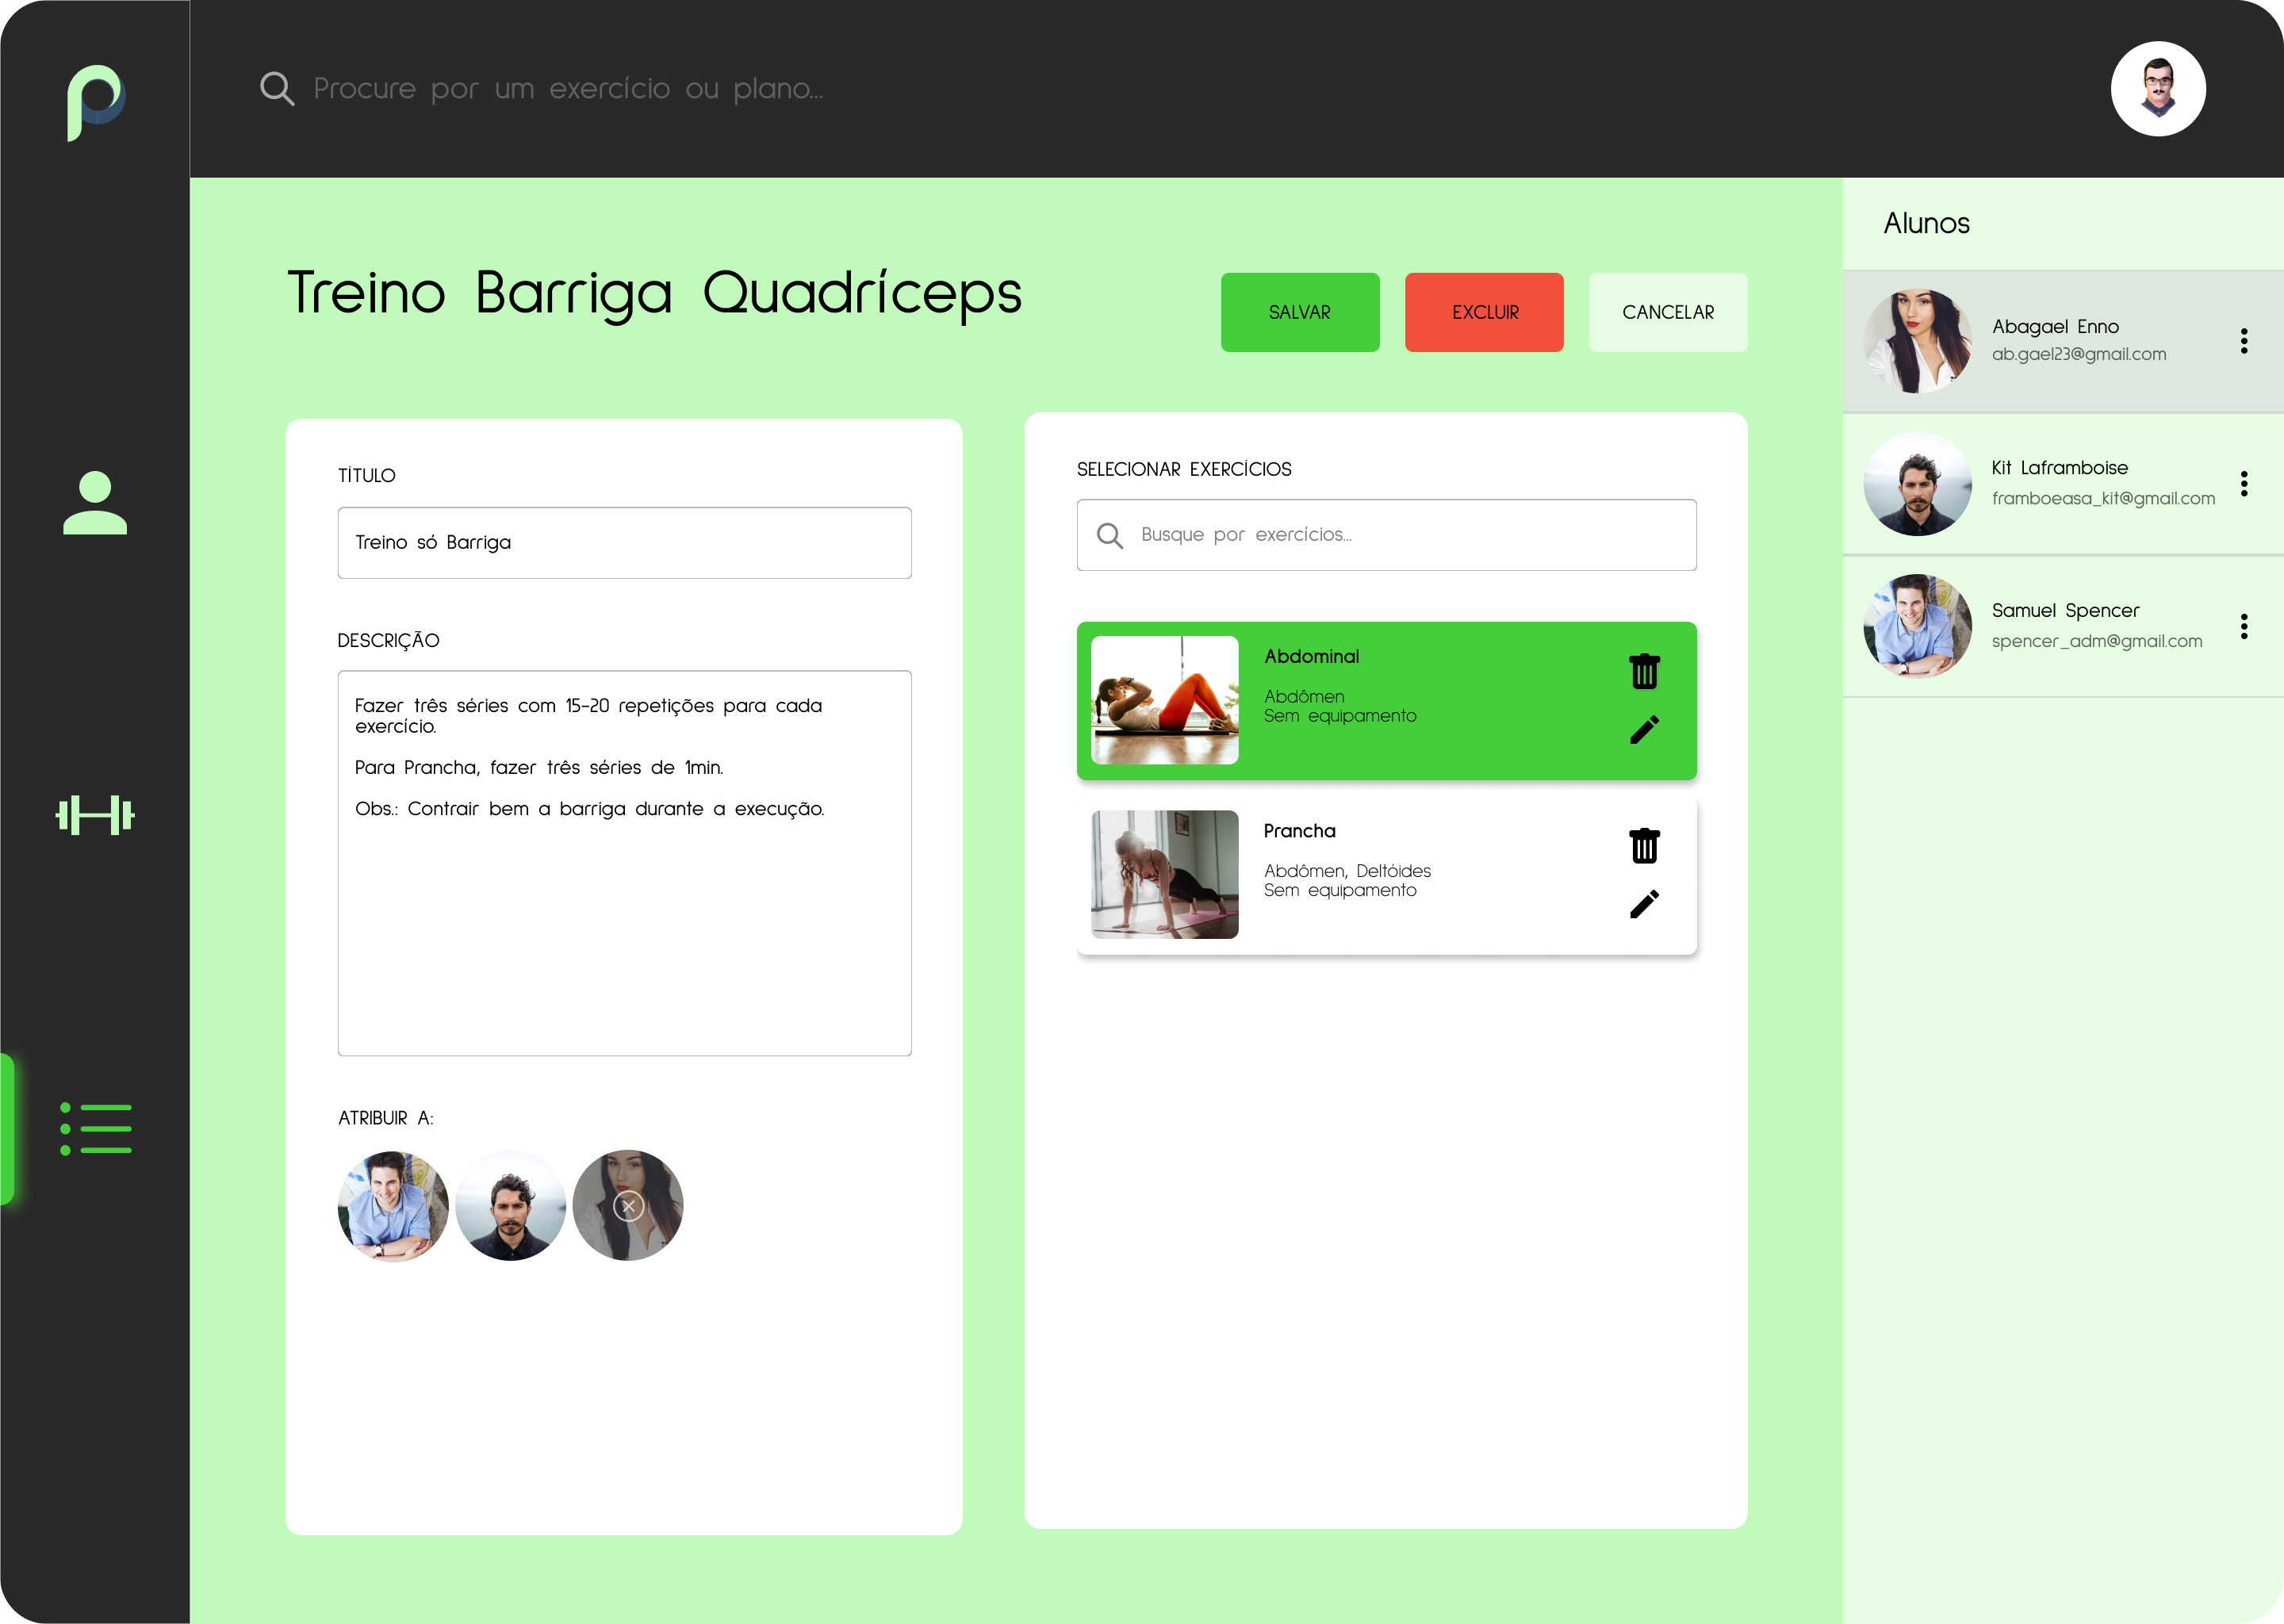 Procure por um exercício ou plano...
Treino Barriga Quadríceps
SALVAR
EXCLUIR
CANCELAR
TÍTULO
Treino só Barriga
DESCRIÇÃO
Fazer três séries com 15-20 repetições para cada
exercício.
Para Prancha, fazer três séries de 1min.
Obs.: Contrair bem a barriga durante a execução.
ATRIBUIR A:
SELECIONAR EXERCÍCIOS
Busque por exercícios...
Abdominal
Abdômen
Sem equipamento
Prancha
Abdômen, Deltóides
Sem equipamento
Alunos
Abagael Enno
ab.gael23@gmail.com
Kit Laframboise
framboeasa_kit@gmail.com
Samuel Spencer
spencer_adm@gmail.com